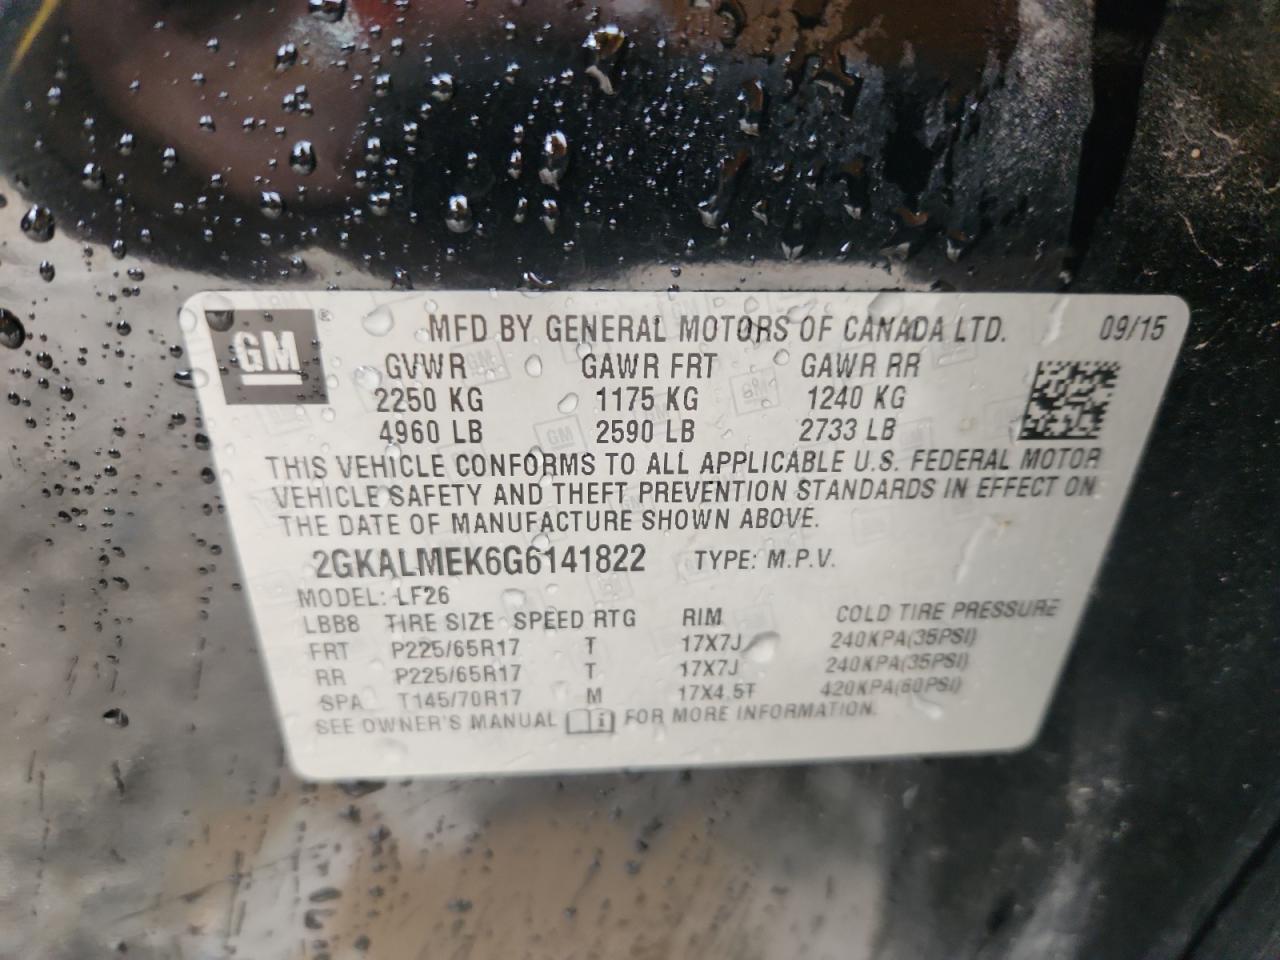 GM ® MFD BY GENERAL MOTORS OF CANADA LTD. 09/15
GVWR GAWR FRT GAWR RR
2250 KG 1175 KG 1240 KG
4960 LB 2590 LB 2733 LB
THIS VEHICLE CONFORMS TO ALL APPLICABLE U.S. FEDERAL MOTOR
VEHICLE SAFETY AND THEFT PREVENTION STANDARDS IN EFFECT ON
THE DATE OF MANUFACTURE SHOWN ABOVE.
2GKALMEK6G6141822 TYPE: M.P.V.
MODEL: LF26
LBB8 TIRE SIZE SPEED RTG RIM COLD TIRE PRESSURE
FRT P225/65R17 T 17X7J 240KPA(35PSI)
RR P225/65R17 T 17X7J 240KPA(35PSI)
SPA T145/70R17 M 17X4.5T 420KPA(60PSI)
SEE OWNER'S MANUAL FOR MORE INFORMATION.